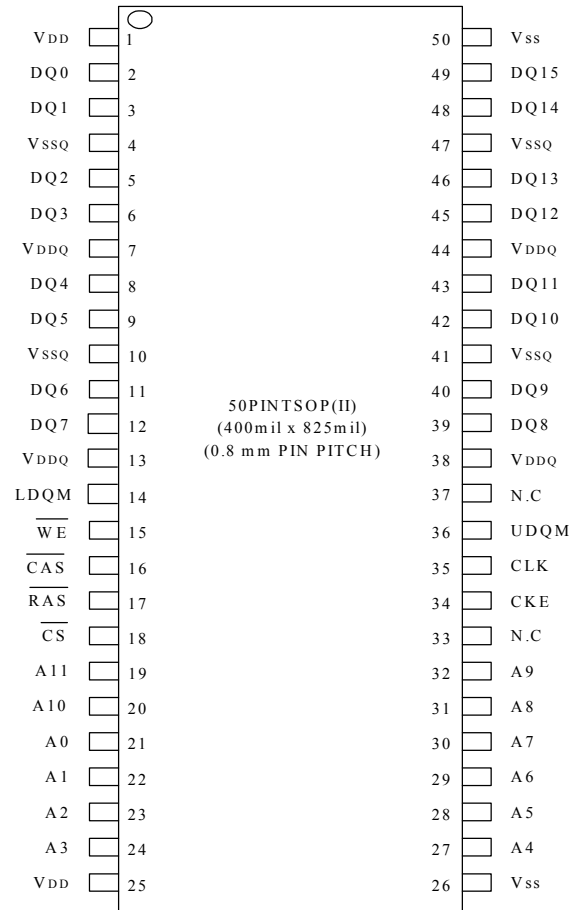 VDD 1 50 Vss
DQ0 2 49 DQ15
DQ1 3 48 DQ14
VSSQ 4 47 VSSQ
DQ2 5 46 DQ13
DQ3 6 45 DQ12
VDDQ 7 44 VDDQ
DQ4 8 43 DQ11
DQ5 9 42 DQ10
VSSQ 10 41 VSSQ
DQ6 11 40 DQ9
50PINTSOP(II)
DQ7 12 (400mil x 825mil) 39 DQ8
(0.8 mm PIN PITCH)
VDDQ 13 38 VDDQ
LDQM 14 37 N.C
W̅E̅ 15 36 UDQM
C̅A̅S̅ 16 35 CLK
R̅A̅S̅ 17 34 CKE
C̅S̅ 18 33 N.C
A11 19 32 A9
A10 20 31 A8
A0 21 30 A7
A1 22 29 A6
A2 23 28 A5
A3 24 27 A4
VDD 25 26 Vss